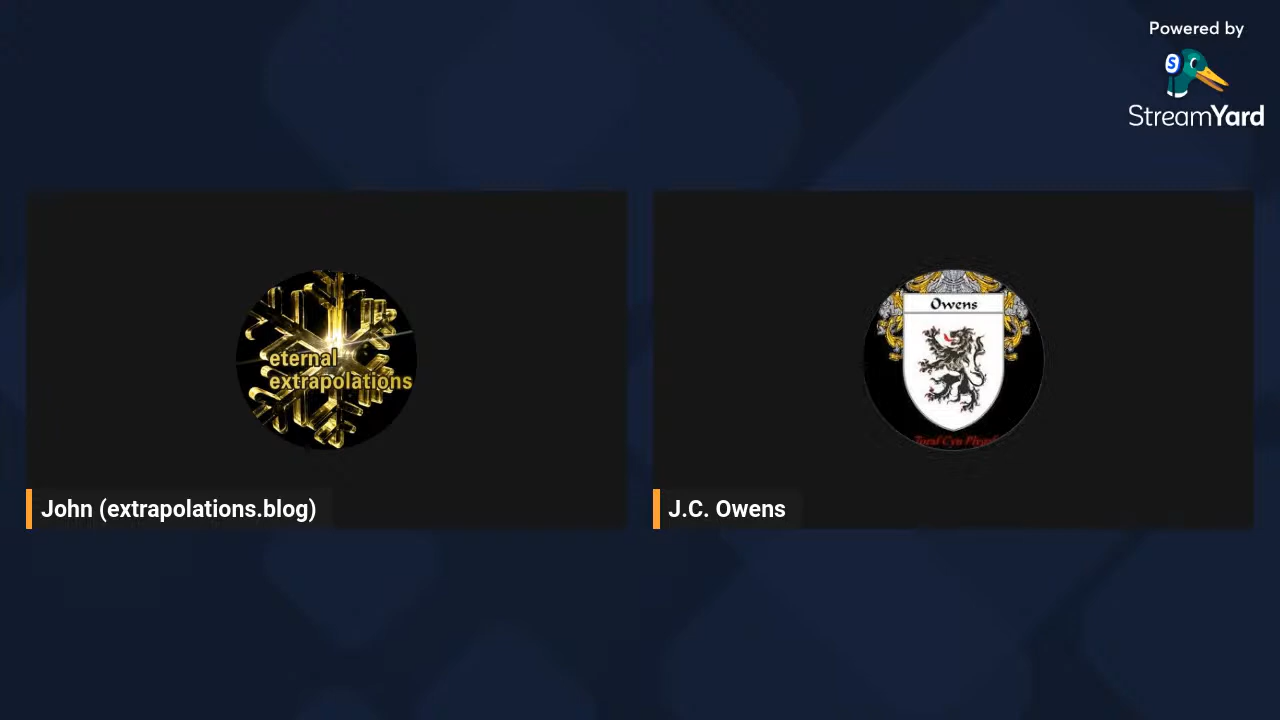 Powered by
StreamYard
eternal
extrapolations
Owens
John (extrapolations.blog)
J.C. Owens